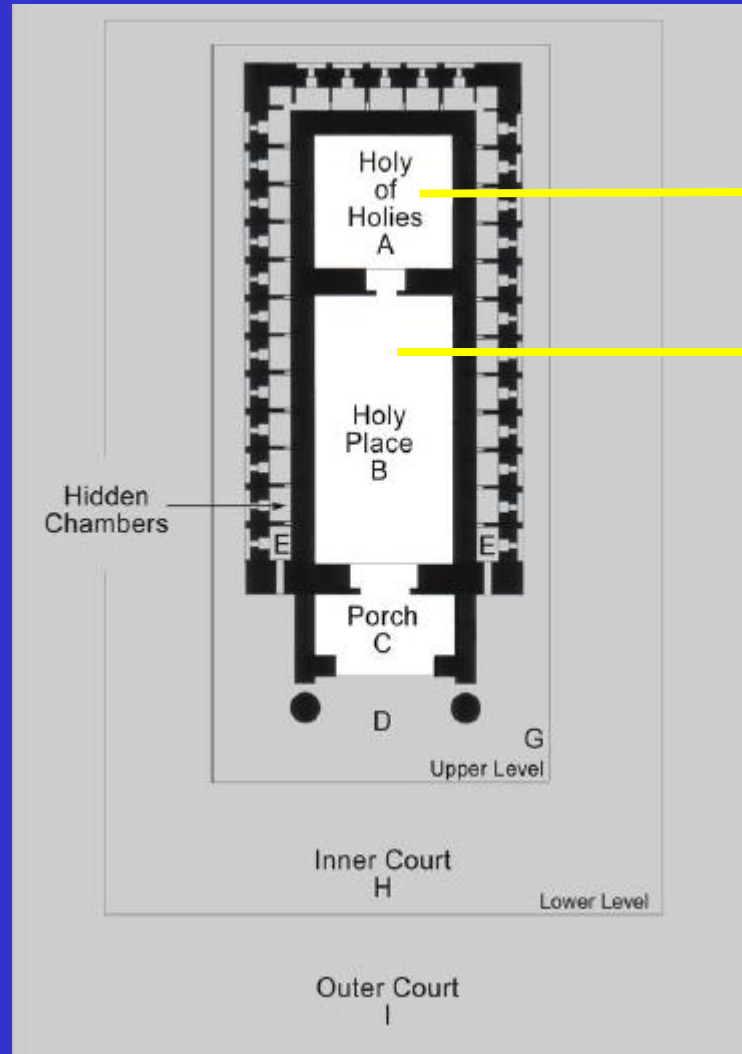 Holy
of
Holies
A
Holy
Place
B
Hidden
Chambers
E
E
Porch
C
D
G
Upper Level
Inner Court
H
Lower Level
Outer Court
I